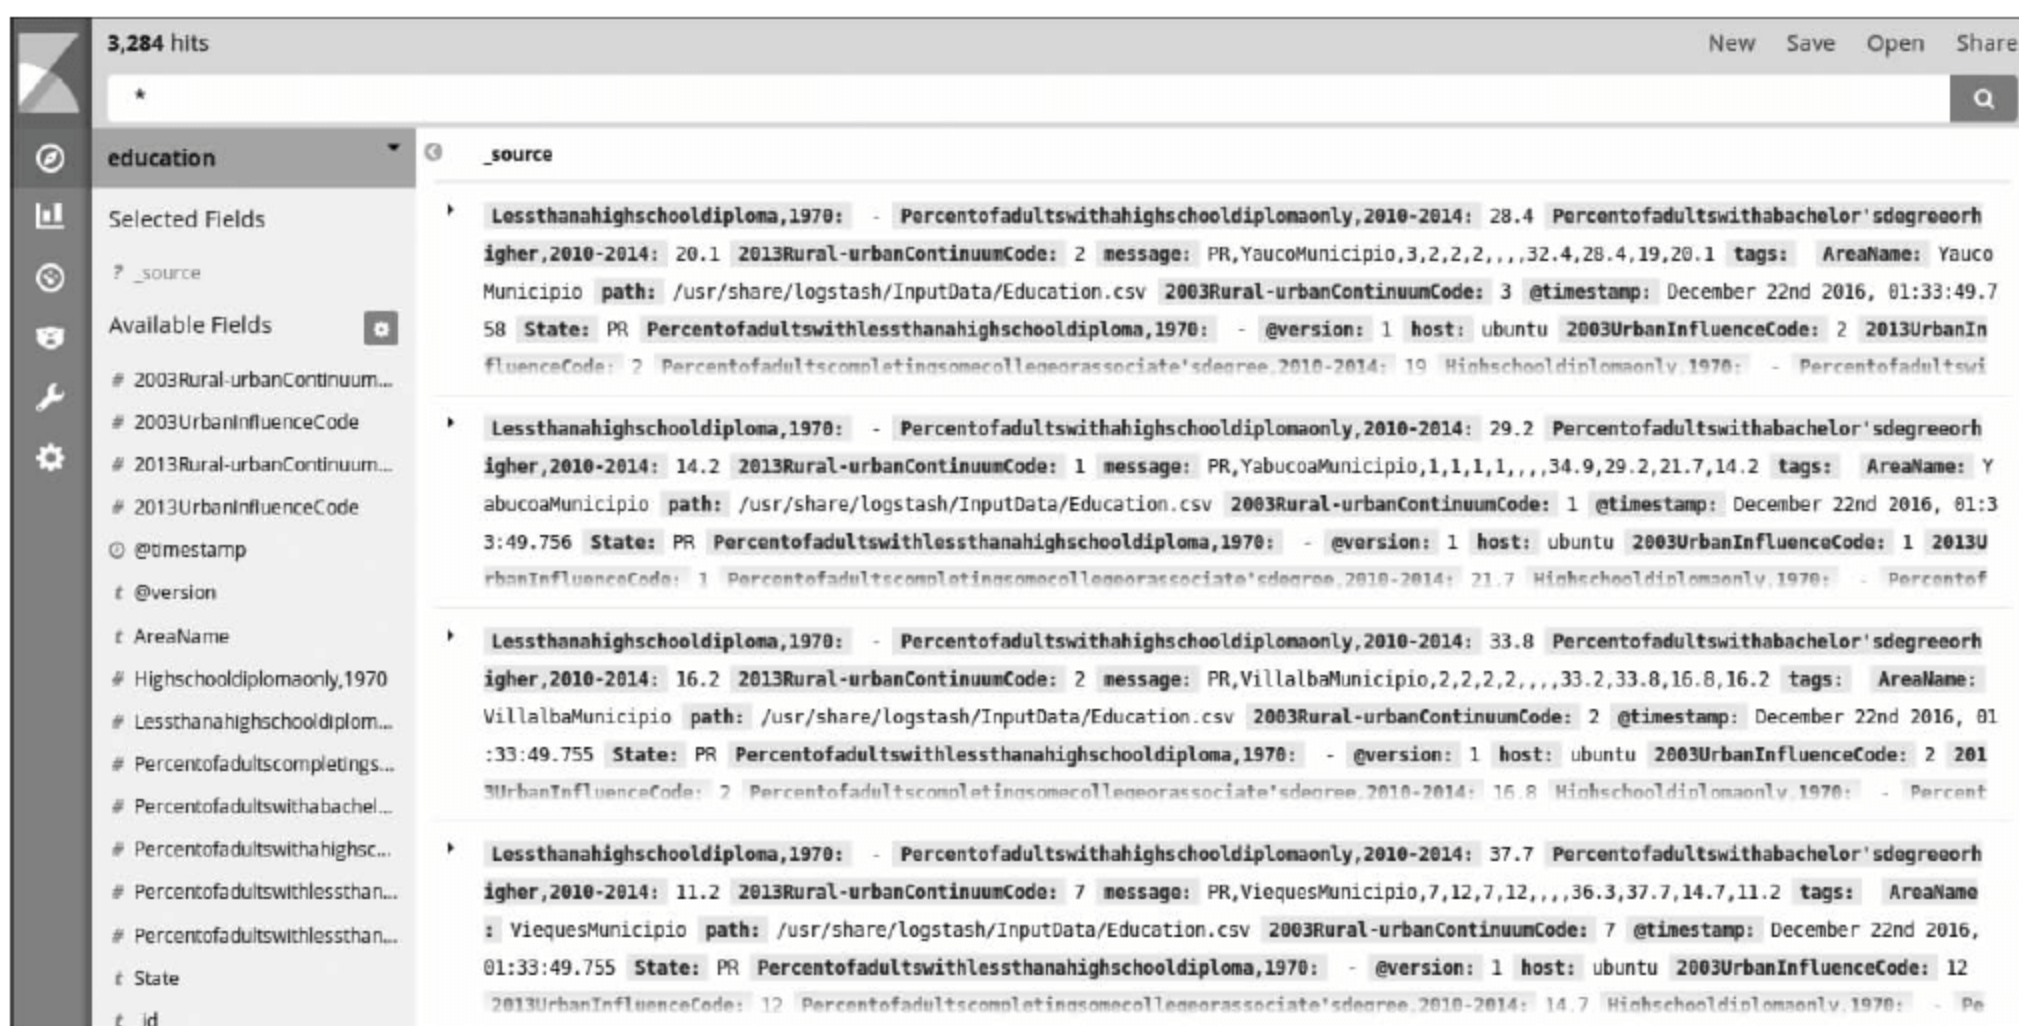 3,284 hits
New Save Open Share
*
education
Selected Fields
? _source
Available Fields
# 2003Rural-urbanContinuum...
# 2003UrbanInfluenceCode
# 2013Rural-urbanContinuum...
# 2013UrbanInfluenceCode
@timestamp
t @version
t AreaName
# Highschooldiplomaonly,1970
# Lessthanahighschooldiplom...
# Percentofadultscompletings...
# Percentofadultswithabachel...
# Percentofadultswithahighsc...
# Percentofadultswithlessthan...
# Percentofadultswithlessthan...
t State
t _id
_source
Lessthanahighschooldiploma,1970: - Percentofadultswithahighschooldiplomaonly,2010-2014: 28.4 Percentofadultswithabachelor'sdegreeorh
igher,2010-2014: 20.1 2013Rural-urbanContinuumCode: 2 message: PR,YaucoMunicipio,3,2,2,2,,,,32.4,28.4,19,20.1 tags: AreaName: Yauco
Municipio path: /usr/share/logstash/InputData/Education.csv 2003Rural-urbanContinuumCode: 3 @timestamp: December 22nd 2016, 01:33:49.7
58 State: PR Percentofadultswithlessthanahighschooldiploma,1970: - @version: 1 host: ubuntu 2003UrbanInfluenceCode: 2 2013UrbanIn
fluenceCode: 2 Percentofadultscompletingsomecollegeorassociate'sdegree,2010-2014: 19 Highschooldiplomaonly,1970: - Percentofadultswi
Lessthanahighschooldiploma,1970: - Percentofadultswithahighschooldiplomaonly,2010-2014: 29.2 Percentofadultswithabachelor'sdegreeorh
igher,2010-2014: 14.2 2013Rural-urbanContinuumCode: 1 message: PR,YabucoaMunicipio,1,1,1,1,,,,34.9,29.2,21.7,14.2 tags: AreaName: Y
abucoaMunicipio path: /usr/share/logstash/InputData/Education.csv 2003Rural-urbanContinuumCode: 1 @timestamp: December 22nd 2016, 01:3
3:49.756 State: PR Percentofadultswithlessthanahighschooldiploma,1970: - @version: 1 host: ubuntu 2003UrbanInfluenceCode: 1 2013U
rbanInfluenceCode: 1 Percentofadultscompletingsomecollegeorassociate'sdegree,2010-2014: 21.7 Highschooldiplomaonly,1970: - Percentof
Lessthanahighschooldiploma,1970: - Percentofadultswithahighschooldiplomaonly,2010-2014: 33.8 Percentofadultswithabachelor'sdegreeorh
igher,2010-2014: 16.2 2013Rural-urbanContinuumCode: 2 message: PR,VillalbaMunicipio,2,2,2,2,,,,33.2,33.8,16.8,16.2 tags: AreaName:
VillalbaMunicipio path: /usr/share/logstash/InputData/Education.csv 2003Rural-urbanContinuumCode: 2 @timestamp: December 22nd 2016, 01
:33:49.755 State: PR Percentofadultswithlessthanahighschooldiploma,1970: - @version: 1 host: ubuntu 2003UrbanInfluenceCode: 2 201
3UrbanInfluenceCode: 2 Percentofadultscompletingsomecollegeorassociate'sdegree,2010-2014: 16.8 Highschooldiplomaonly,1970: - Percent
Lessthanahighschooldiploma,1970: - Percentofadultswithahighschooldiplomaonly,2010-2014: 37.7 Percentofadultswithabachelor'sdegreeorh
igher,2010-2014: 11.2 2013Rural-urbanContinuumCode: 7 message: PR,ViequesMunicipio,7,12,7,12,,,,36.3,37.7,14.7,11.2 tags: AreaName
: ViequesMunicipio path: /usr/share/logstash/InputData/Education.csv 2003Rural-urbanContinuumCode: 7 @timestamp: December 22nd 2016,
01:33:49.755 State: PR Percentofadultswithlessthanahighschooldiploma,1970: - @version: 1 host: ubuntu 2003UrbanInfluenceCode: 12
2013UrbanInfluenceCode: 12 Percentofadultscompletingsomecollegeorassociate'sdegree,2010-2014: 14.7 Highschooldiplomaonly,1970: - Pe